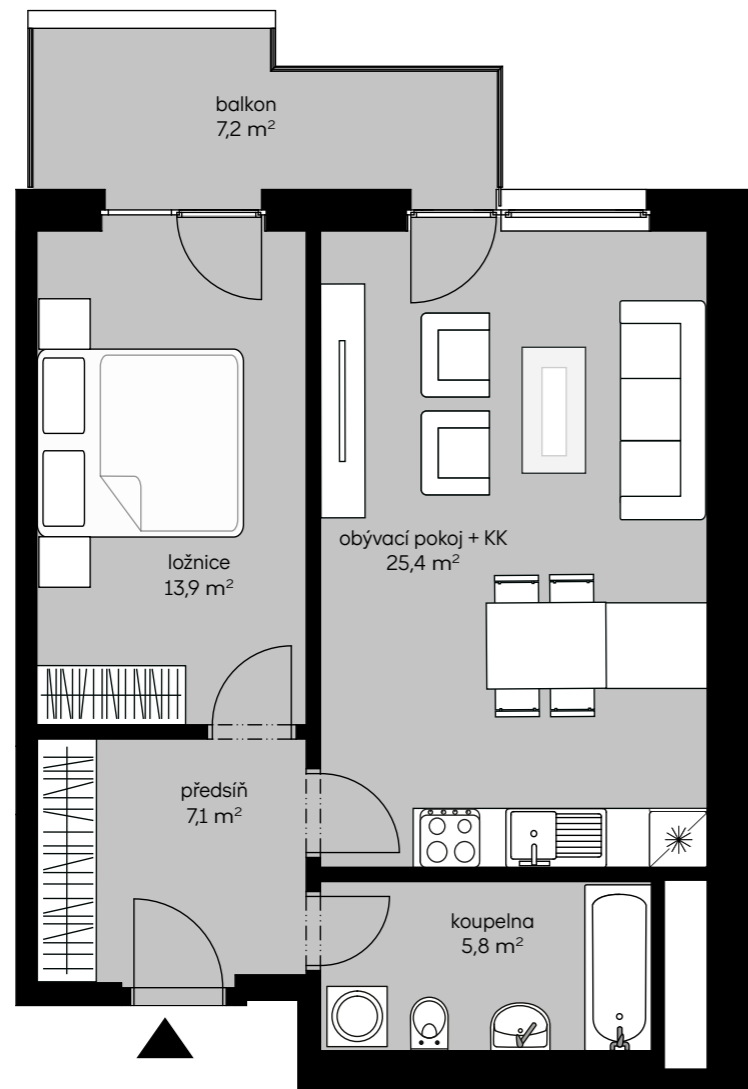 balkon
7,2 m²
obývací pokoj + KK
25,4 m²
ložnice
13,9 m²
předsíň
7,1 m²
koupelna
5,8 m²